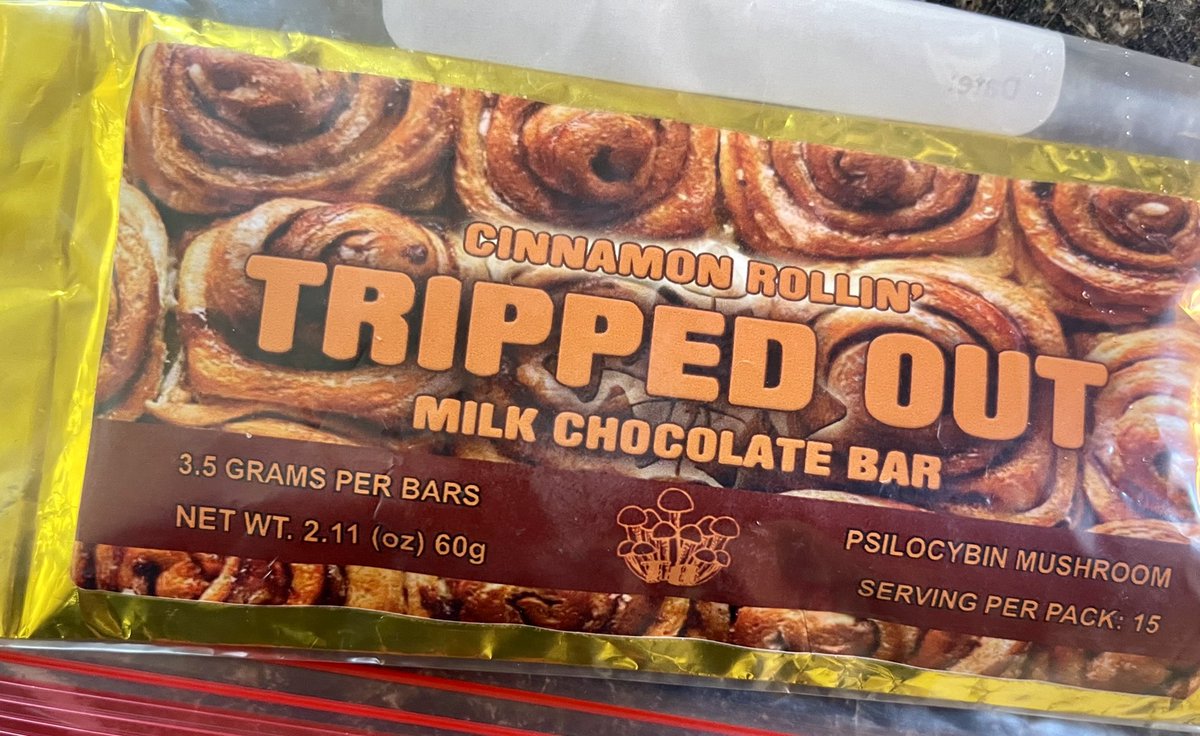 Date:
CINNAMON ROLLIN'
TRIPPED OUT
MILK CHOCOLATE BAR
3.5 GRAMS PER BARS
NET WT. 2.11 (oz) 60g
PSILOCYBIN MUSHROOM
SERVING PER PACK: 15